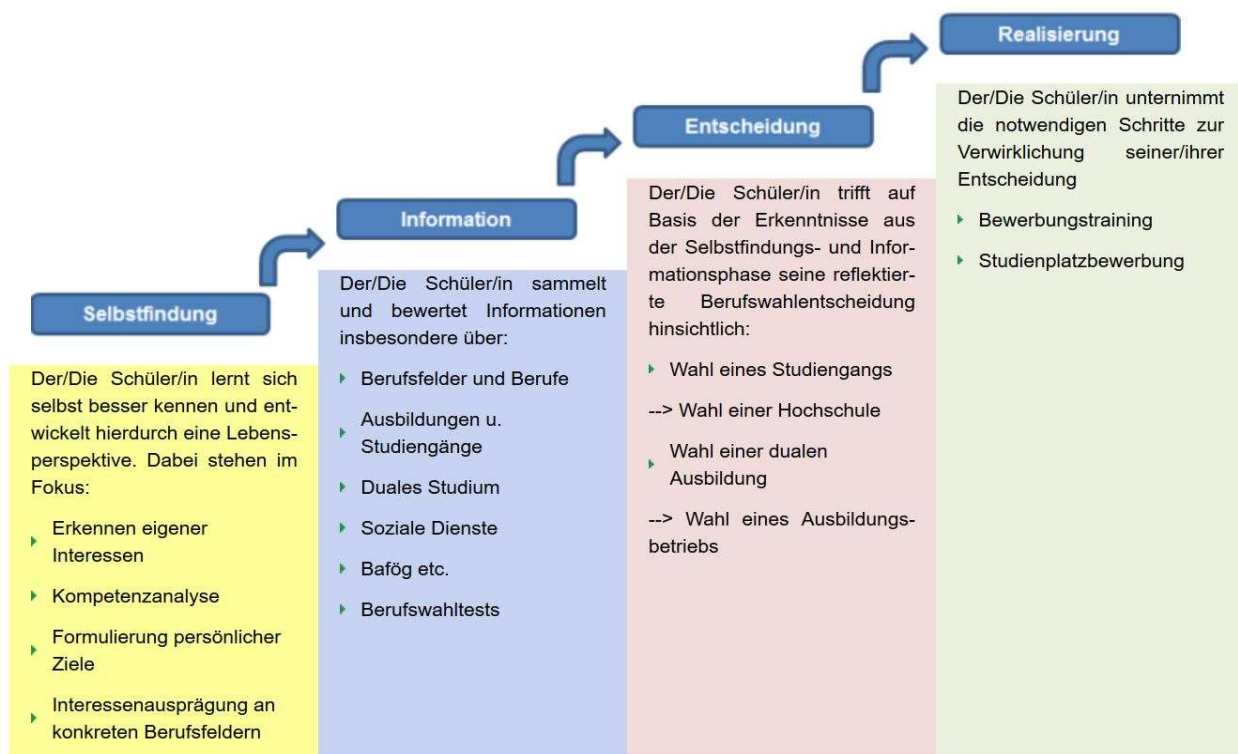 Selbstfindung
Der/Die Schüler/in lernt sich
selbst besser kennen und ent-
wickelt hierdurch eine Lebens-
perspektive. Dabei stehen im
Fokus:
Erkennen eigener
Interessen
Kompetenzanalyse
Formulierung persönlicher
Ziele
Interessenausprägung an
konkreten Berufsfeldern
Information
Der/Die Schüler/in sammelt
und bewertet Informationen
insbesondere über:
Berufsfelder und Berufe
Ausbildungen u.
Studiengänge
Duales Studium
Soziale Dienste
Bafög etc.
Berufswahltests
Entscheidung
Der/Die Schüler/in trifft auf
Basis der Erkenntnisse aus
der Selbstfindungs- und Infor-
mationsphase seine reflektier-
te Berufswahlentscheidung
hinsichtlich:
Wahl eines Studiengangs
--> Wahl einer Hochschule
Wahl einer dualen
Ausbildung
--> Wahl eines Ausbildungs-
betriebs
Realisierung
Der/Die Schüler/in unternimmt
die notwendigen Schritte zur
Verwirklichung seiner/ihrer
Entscheidung
Bewerbungstraining
Studienplatzbewerbung